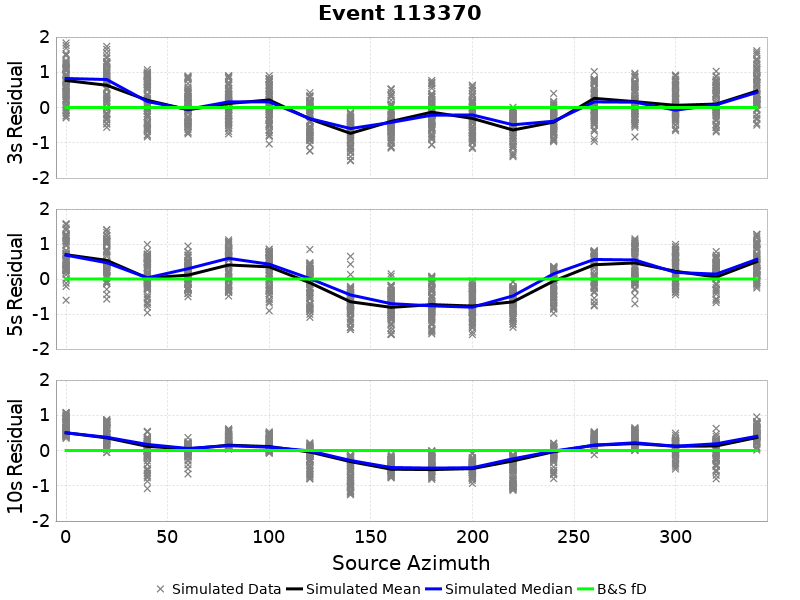 Event 113370
2
1
0
-1
-2
3s Residual
2
1
0
-1
-2
5s Residual
2
1
0
-1
-2
10s Residual
0 50 100 150 200 250 300
Source Azimuth
Simulated Data Simulated Mean Simulated Median B&S fD